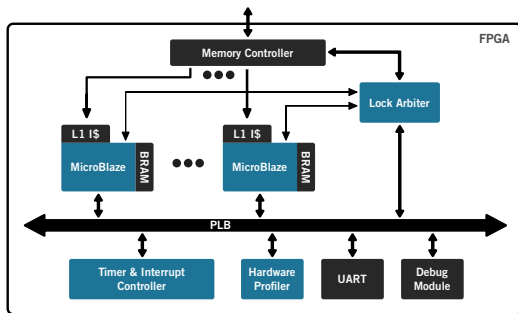 FPGA
Memory Controller
Lock Arbiter
L1 I$
MicroBlaze
BRAM
L1 I$
MicroBlaze
BRAM
PLB
Timer & Interrupt
Controller
Hardware
Profiler
UART
Debug
Module